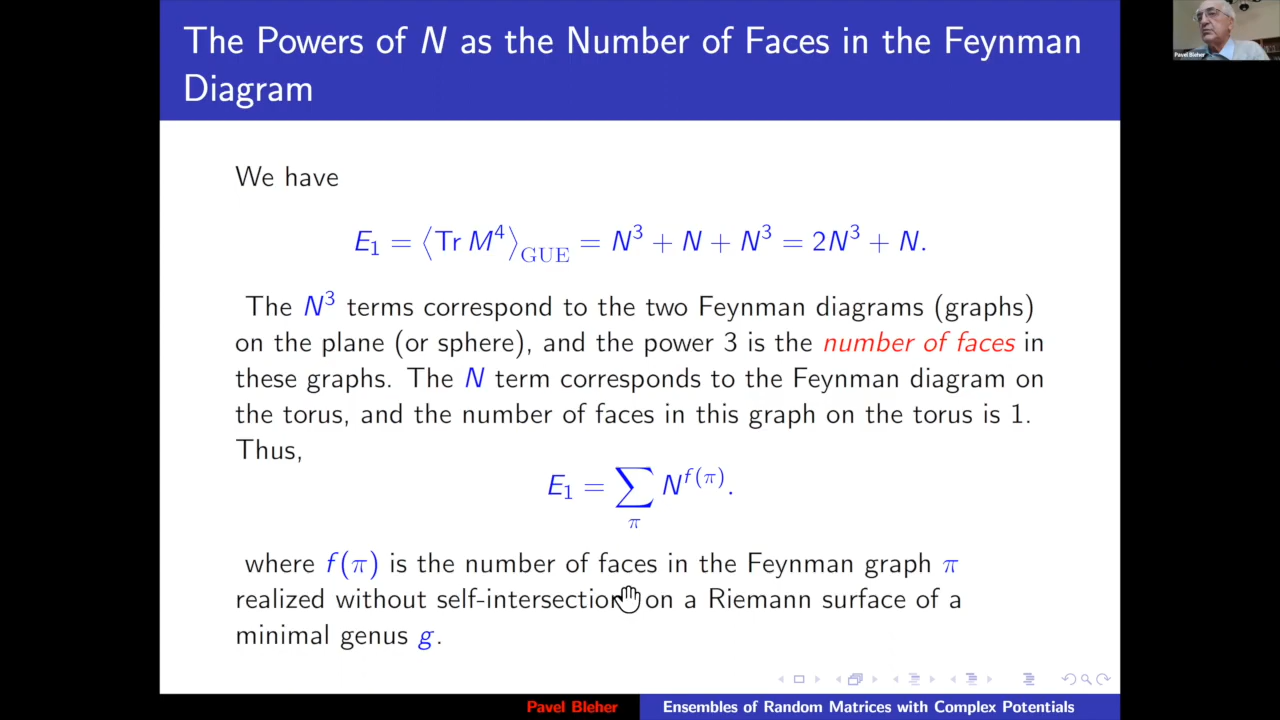 The Powers of N as the Number of Faces in the Feynman
Diagram
Pavel Bleher
We have
E₁ = ⟨Tr M⁴⟩_GUE = N³ + N + N³ = 2N³ + N.
The N³ terms correspond to the two Feynman diagrams (graphs)
on the plane (or sphere), and the power 3 is the number of faces in
these graphs. The N term corresponds to the Feynman diagram on
the torus, and the number of faces in this graph on the torus is 1.
Thus,
E₁ = ∑_π N^{f(π)}.
where f(π) is the number of faces in the Feynman graph π
realized without self-intersection on a Riemann surface of a
minimal genus g.
Pavel Bleher Ensembles of Random Matrices with Complex Potentials